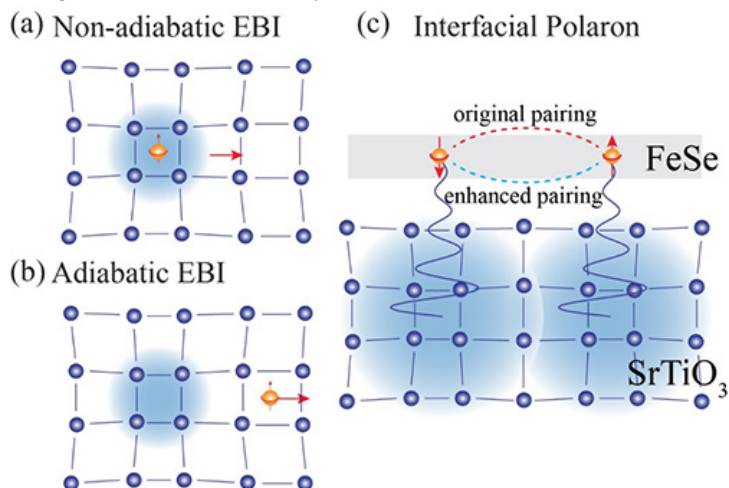 (a) Non-adiabatic EBI
(b) Adiabatic EBI
(c) Interfacial Polaron
original pairing
FeSe
enhanced pairing
SrTiO₃